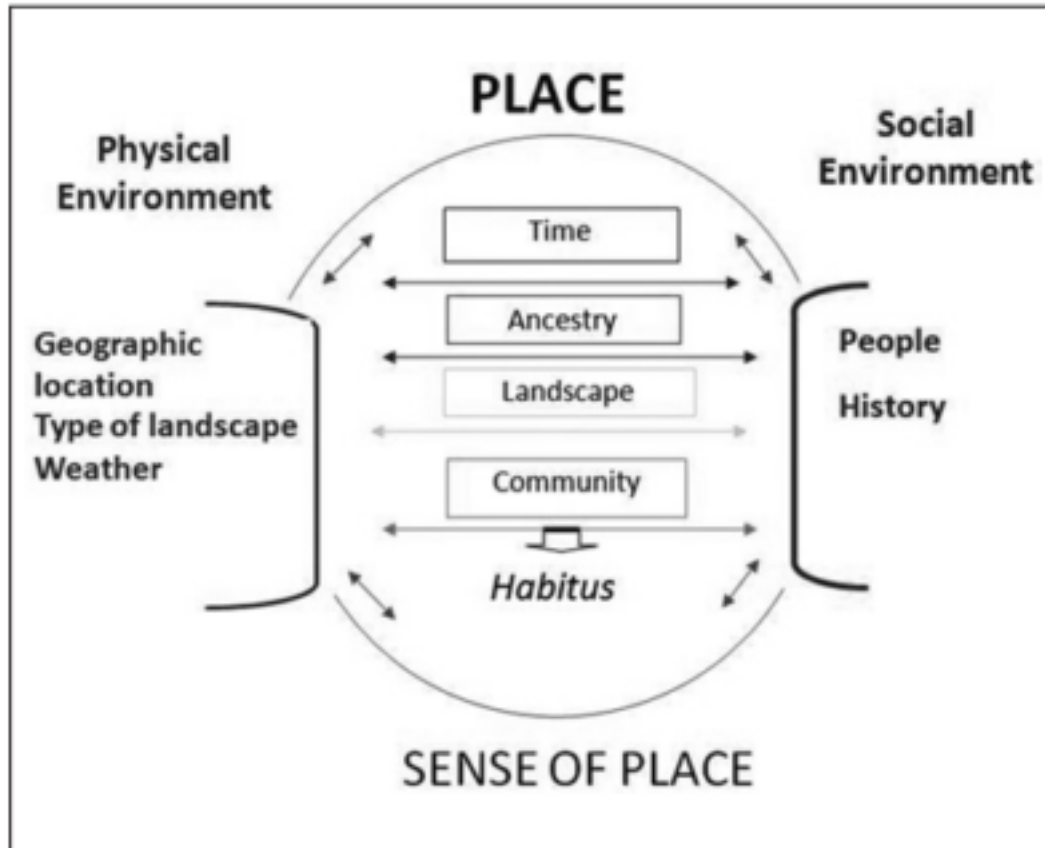 PLACE
Physical
Environment
Social
Environment
Time
Ancestry
Landscape
Community
Habitus
Geographic
location
Type of landscape
Weather
People
History
SENSE OF PLACE